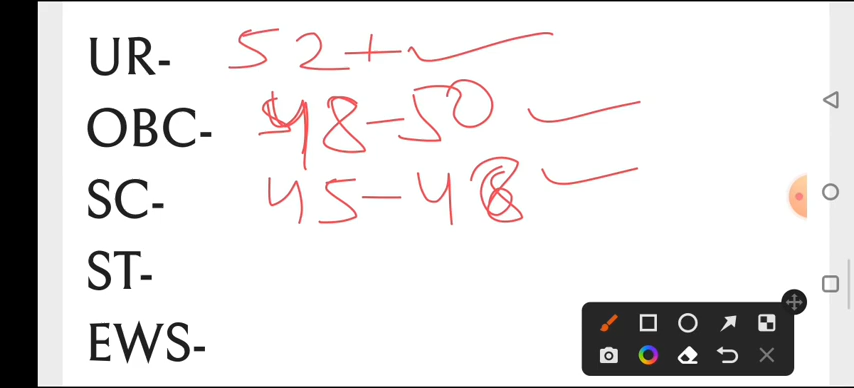 UR- 52+
OBC- 48-50
SC- 45-48
ST-
EWS-